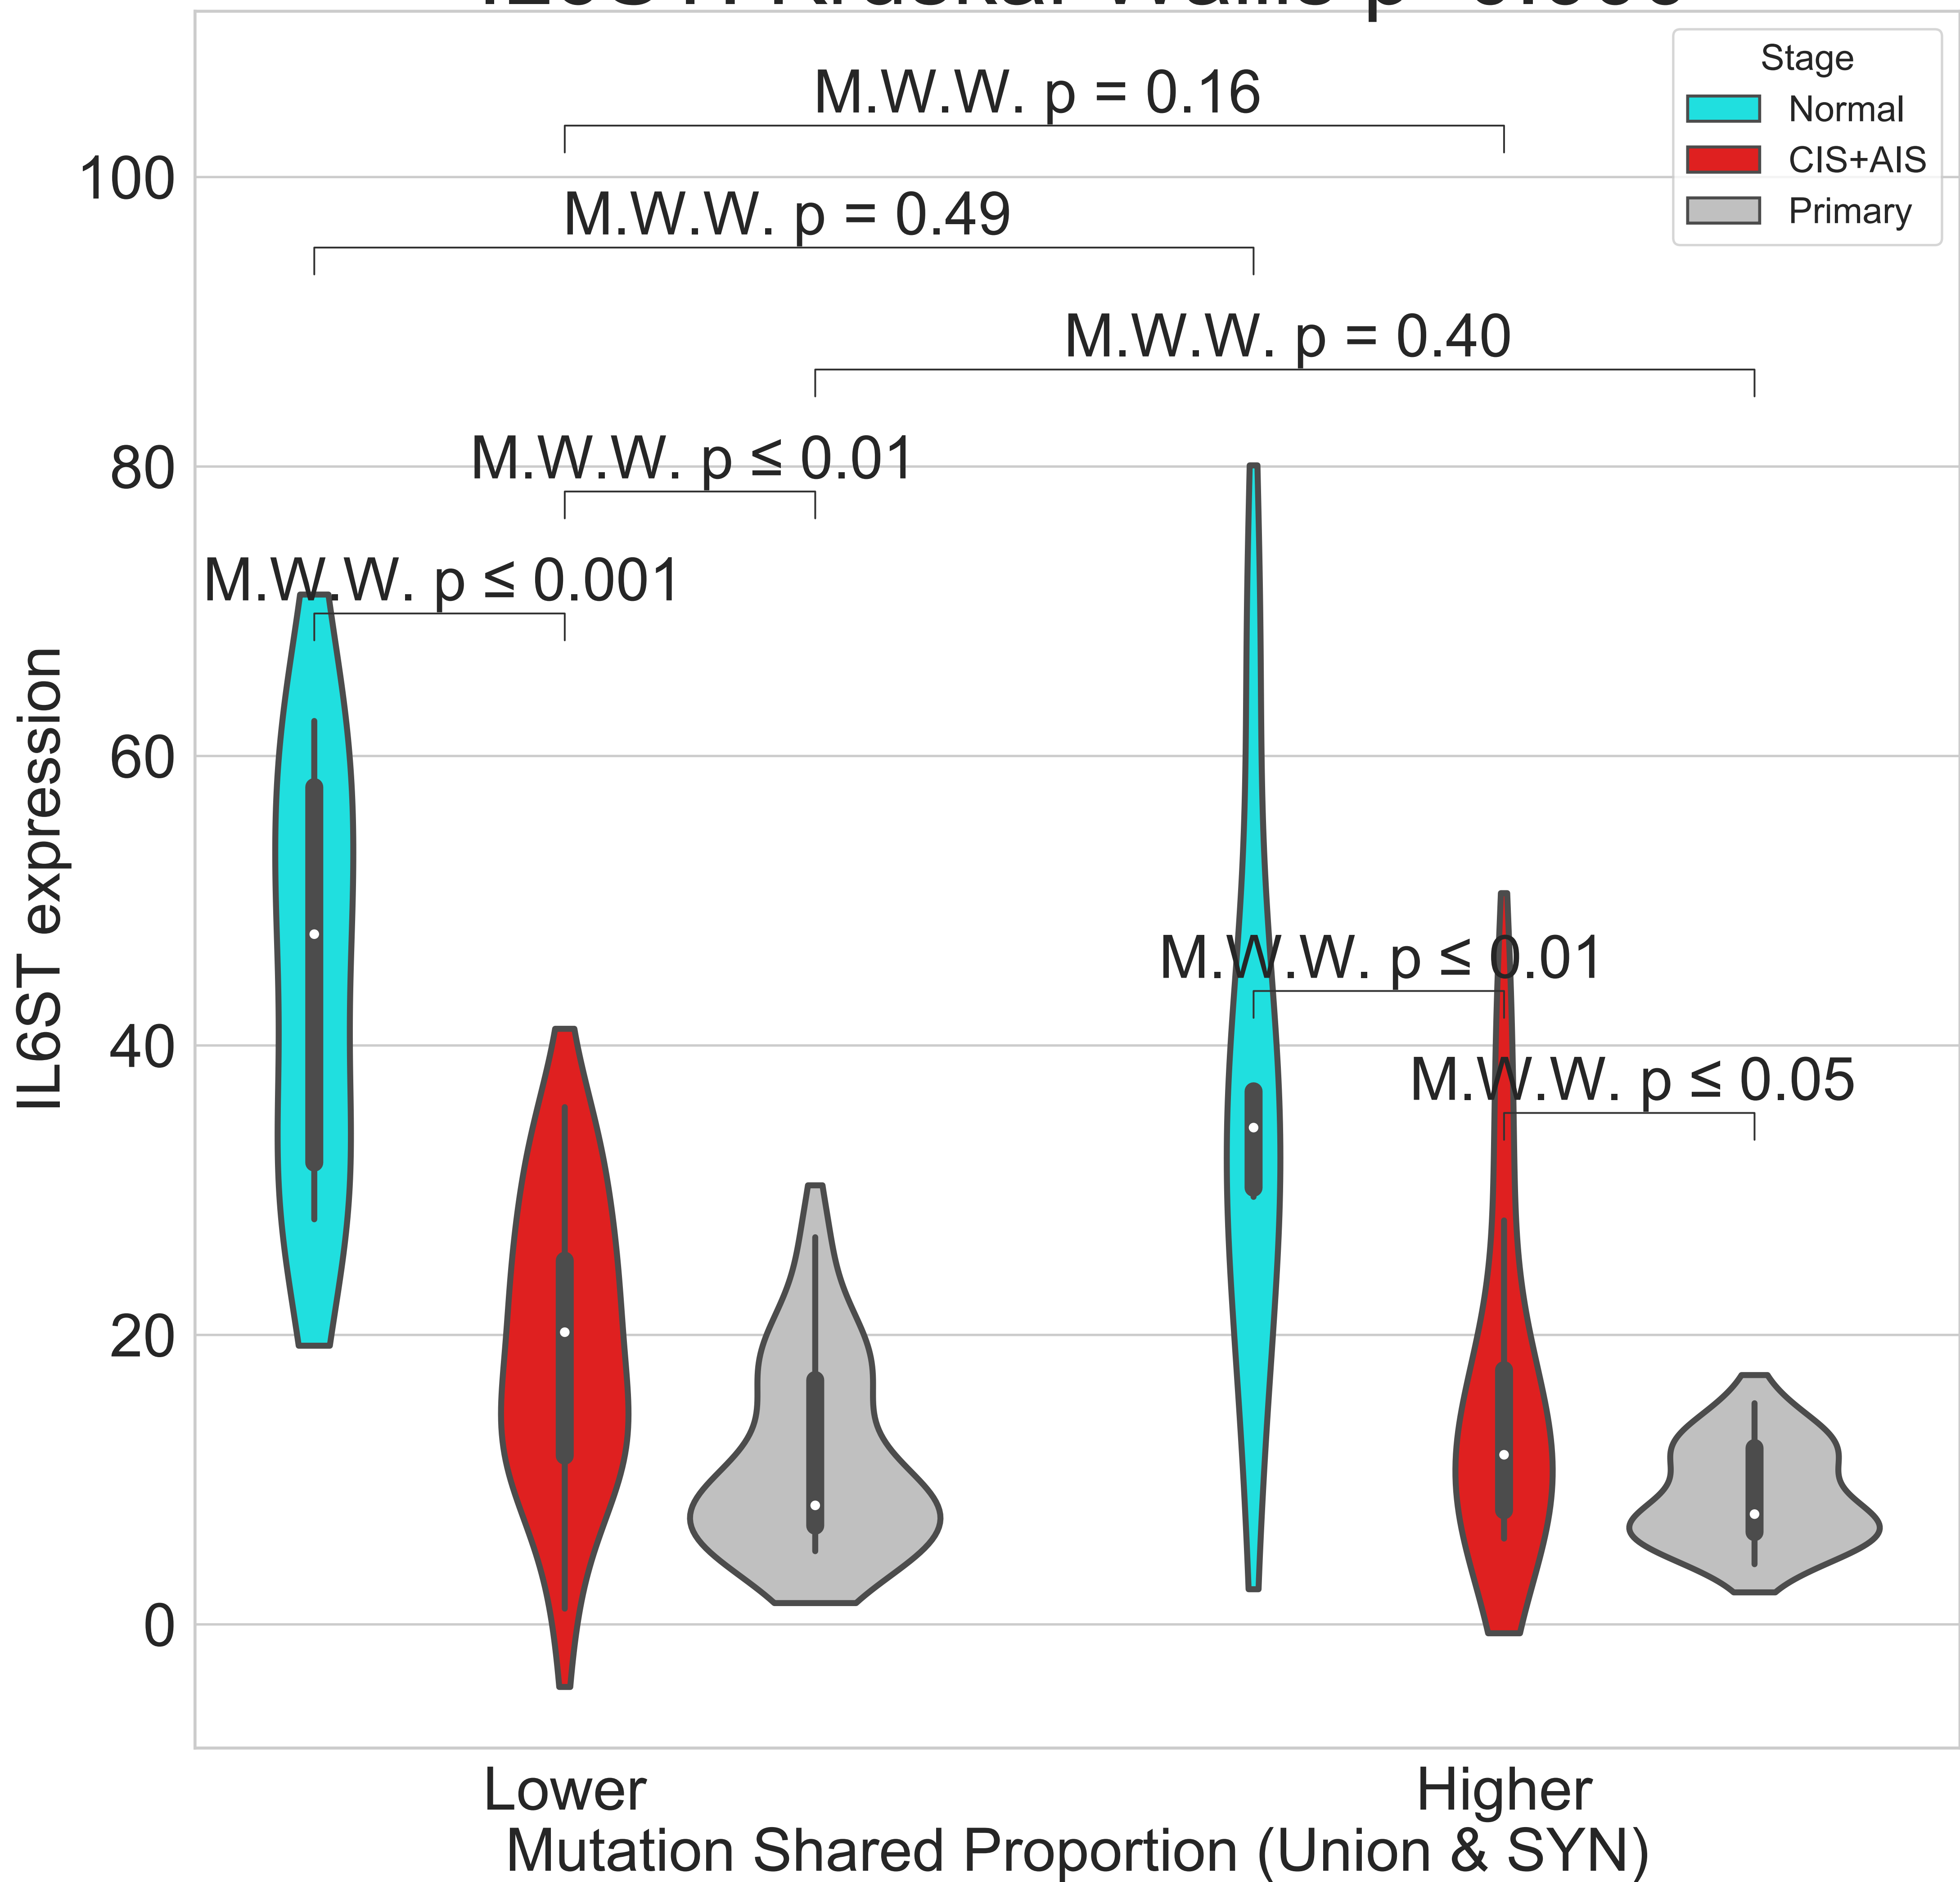 Stage
Normal
CIS+AIS
Primary
M.W.W. p = 0.16
100
M.W.W. p = 0.49
M.W.W. p = 0.40
M.W.W. p ≤ 0.01
80
M.W.W. p ≤ 0.001
60
IL6ST expression
M.W.W. p ≤ 0.01
40
M.W.W. p ≤ 0.05
20
0
Lower
Higher
Mutation Shared Proportion (Union & SYN)